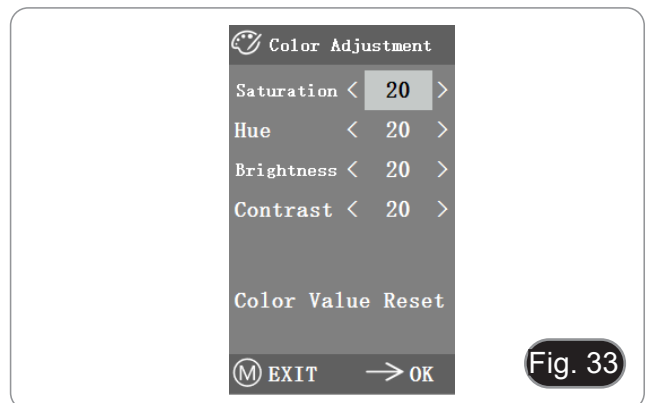 Color Adjustment
Saturation < 20 >
Hue < 20 >
Brightness < 20 >
Contrast < 20 >
Color Value Reset
M EXIT → OK
Fig. 33